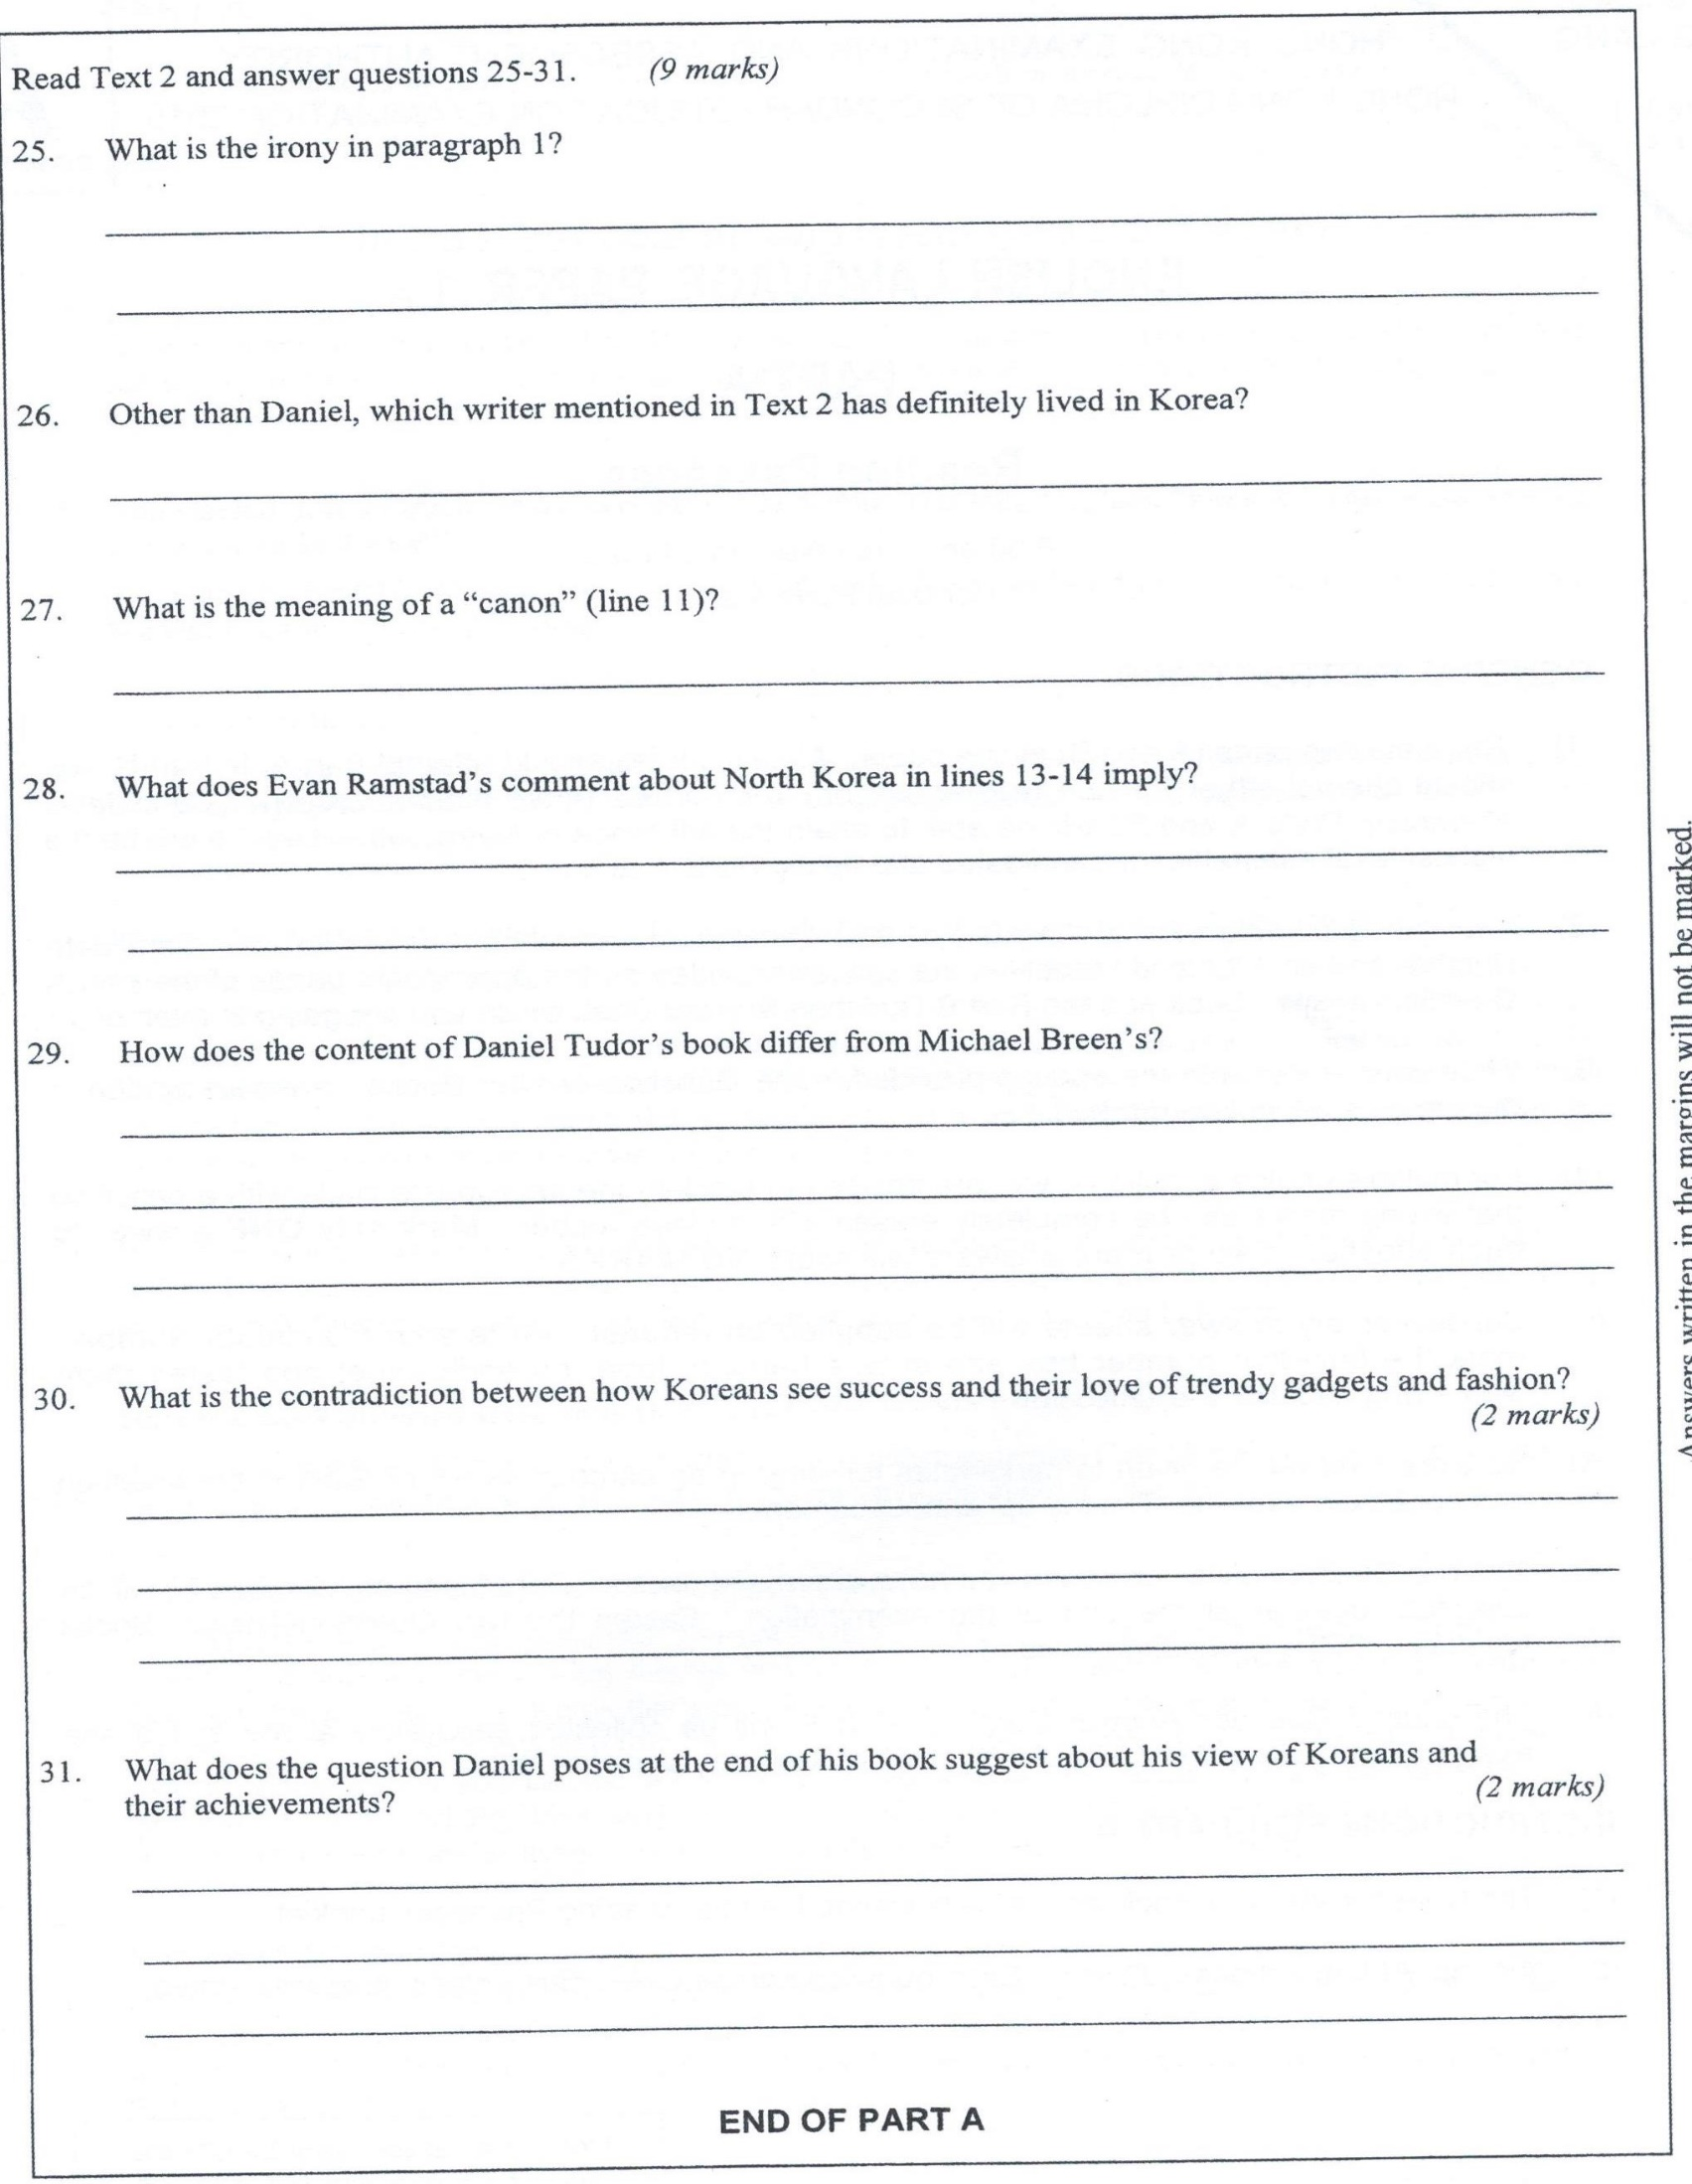 Read Text 2 and answer questions 25-31. (9 marks)
25. What is the irony in paragraph 1?
26. Other than Daniel, which writer mentioned in Text 2 has definitely lived in Korea?
27. What is the meaning of a “canon” (line 11)?
28. What does Evan Ramstad’s comment about North Korea in lines 13-14 imply?
29. How does the content of Daniel Tudor’s book differ from Michael Breen’s?
30. What is the contradiction between how Koreans see success and their love of trendy gadgets and fashion?
(2 marks)
31. What does the question Daniel poses at the end of his book suggest about his view of Koreans and
their achievements? (2 marks)
END OF PART A
Answers written in the margins will not be marked.